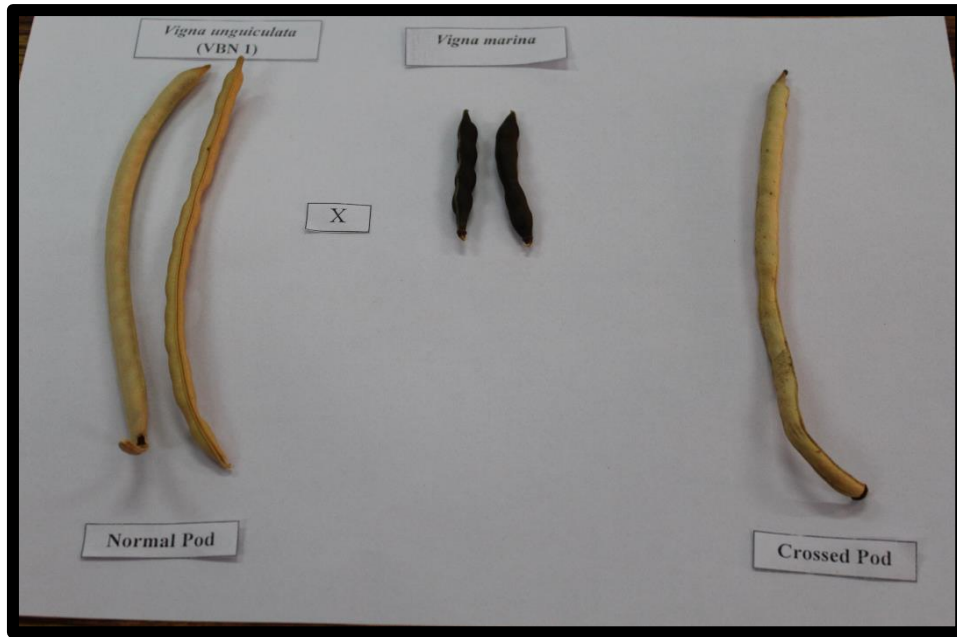 Vigna unguiculata
(VBN 1)
Vigna marina
X
Normal Pod
Crossed Pod